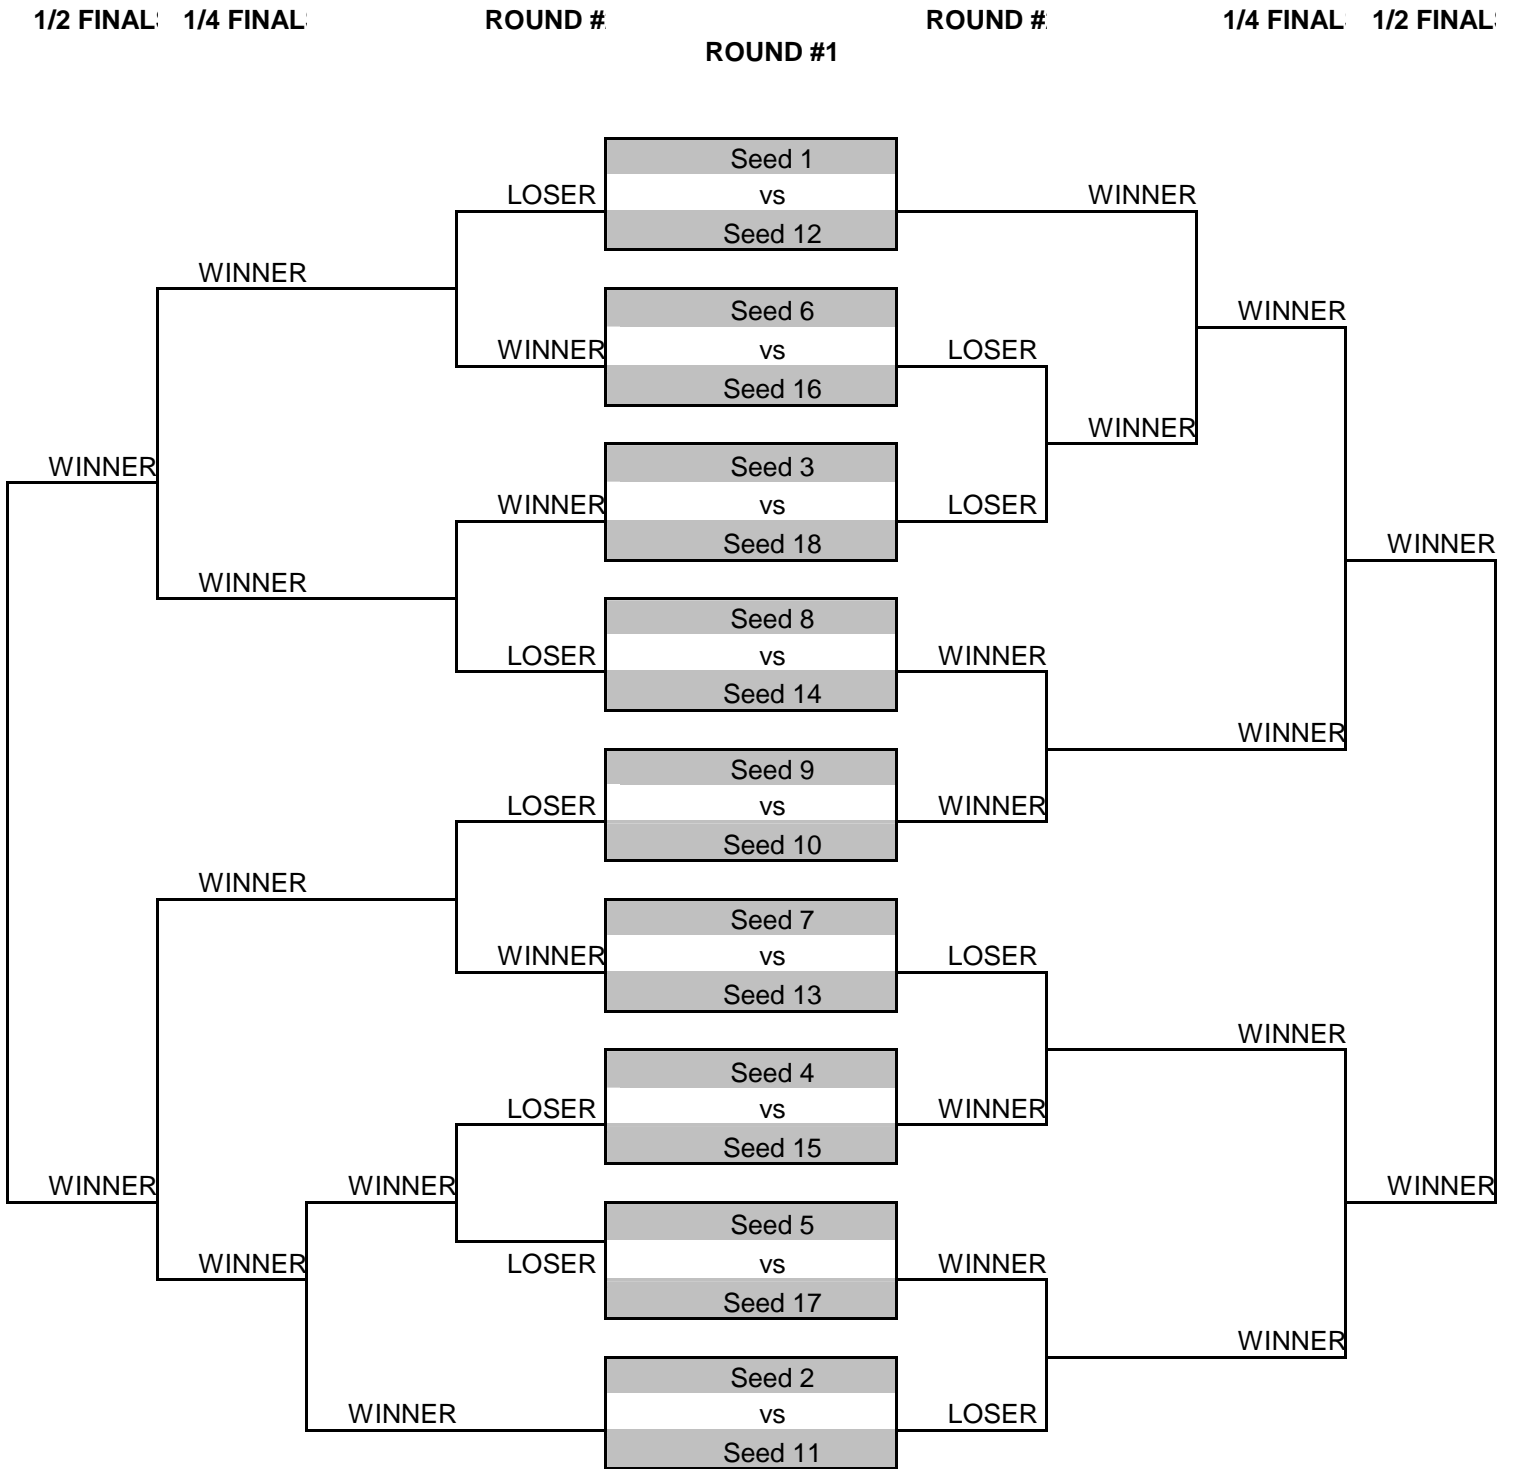 1/2 FINAL 1/4 FINAL ROUND # ROUND # 1/4 FINAL 1/2 FINAL
ROUND #1
Seed 1
LOSER vs WINNER
Seed 12
WINNER
Seed 6 WINNER
WINNER vs LOSER
Seed 16
WINNER
WINNER Seed 3
WINNER vs LOSER
Seed 18 WINNER
WINNER
Seed 8
LOSER vs WINNER
Seed 14
WINNER
Seed 9
LOSER vs WINNER
Seed 10
WINNER
Seed 7
WINNER vs LOSER
Seed 13
WINNER
Seed 4
LOSER vs WINNER
Seed 15
WINNER WINNER WINNER
Seed 5
WINNER LOSER vs WINNER
Seed 17
WINNER
Seed 2
WINNER vs LOSER
Seed 11